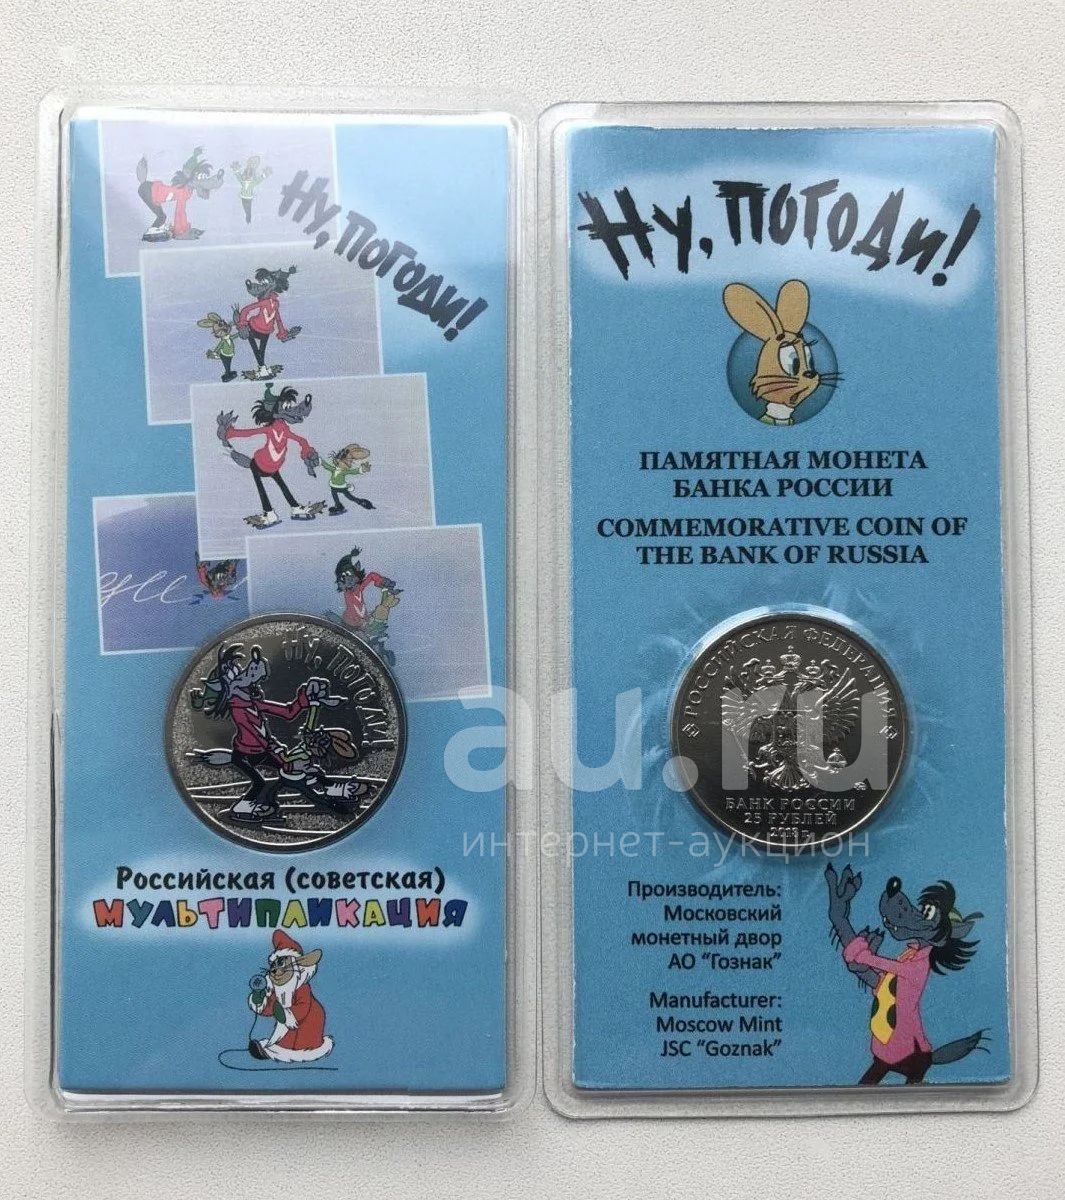 Ну, погоди!
Ну, погоди!
Российская (советская)
МУЛЬТИПЛИКАЦИЯ
Ну, погоди!
ПАМЯТНАЯ МОНЕТА
БАНКА РОССИИ
COMMEMORATIVE COIN OF
THE BANK OF RUSSIA
РОССИЙСКАЯ ФЕДЕРАЦИЯ
БАНК РОССИИ
25 РУБЛЕЙ
2018 г.
Производитель:
Московский
монетный двор
АО "Гознак"
Manufacturer:
Moscow Mint
JSC "Goznak"
au.ru
интернет-аукцион